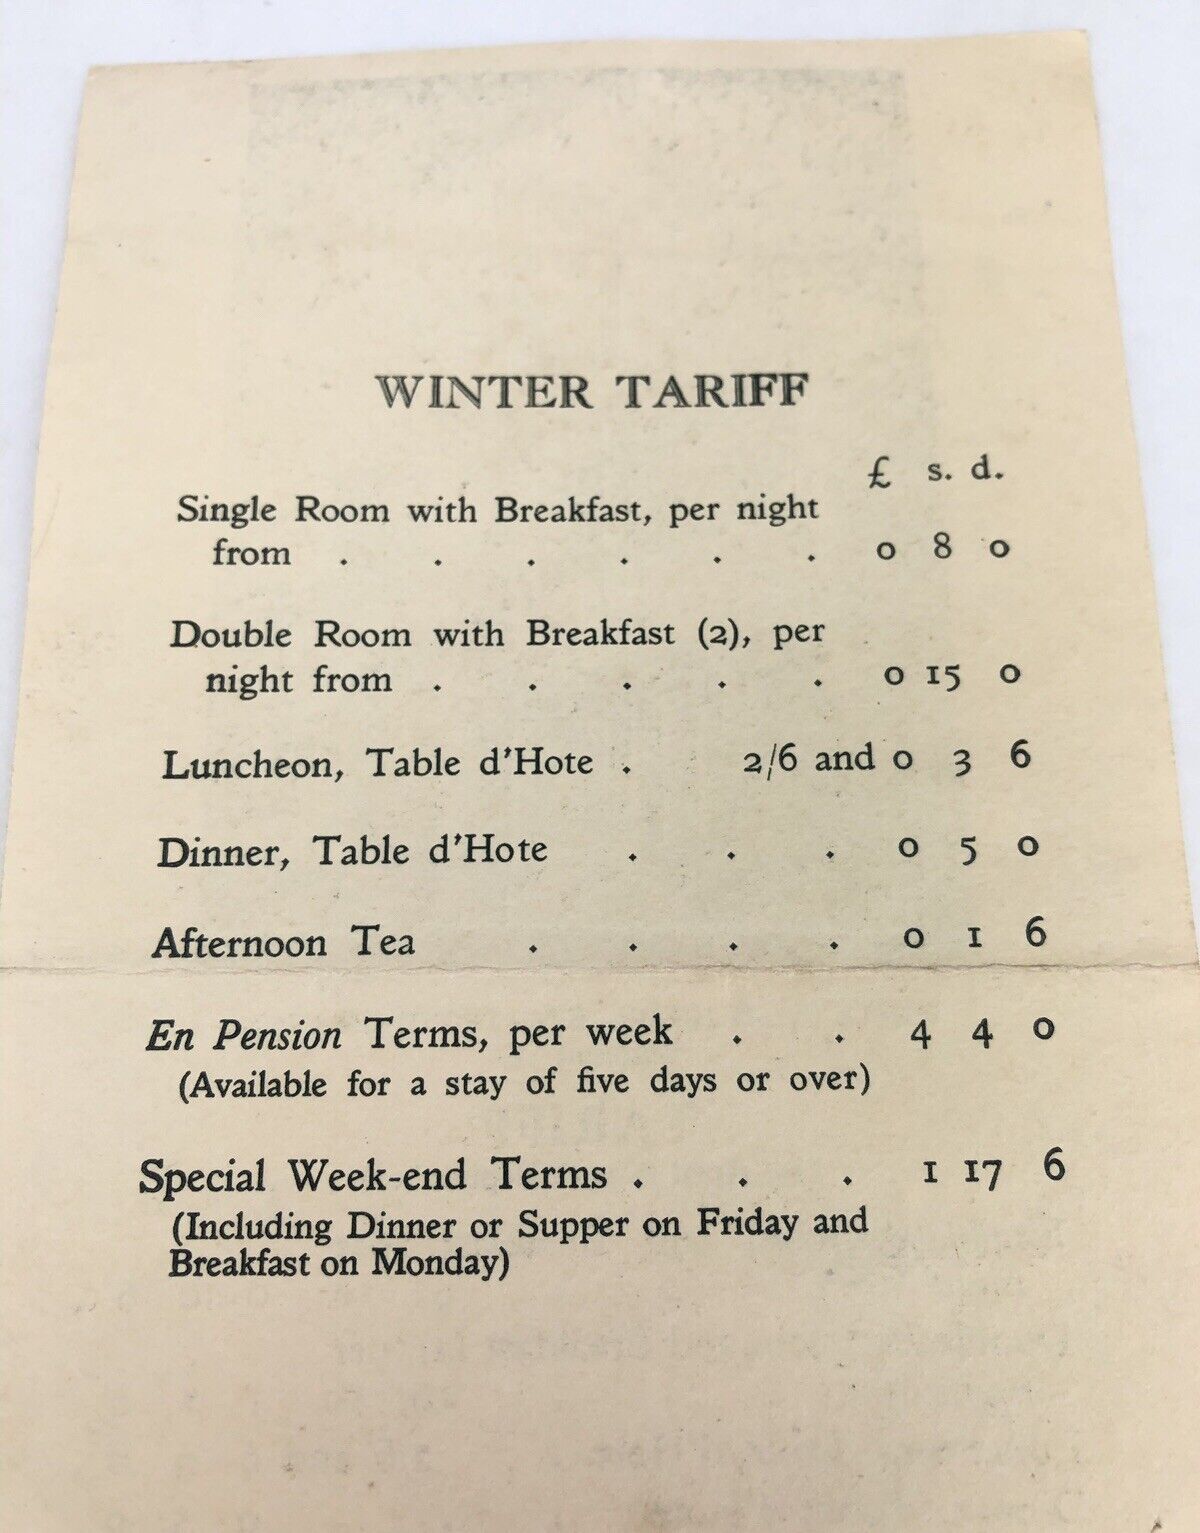 WINTER TARIFF
£ s. d.
Single Room with Breakfast, per night
from . . . . . . 0 8 0
Double Room with Breakfast (2), per
night from . . . . . 0 15 0
Luncheon, Table d'Hote . 2/6 and 0 3 6
Dinner, Table d'Hote . . . 0 5 0
Afternoon Tea . . . . 0 1 6
En Pension Terms, per week . . 4 4 0
(Available for a stay of five days or over)
Special Week-end Terms . . . 1 17 6
(Including Dinner or Supper on Friday and
Breakfast on Monday)